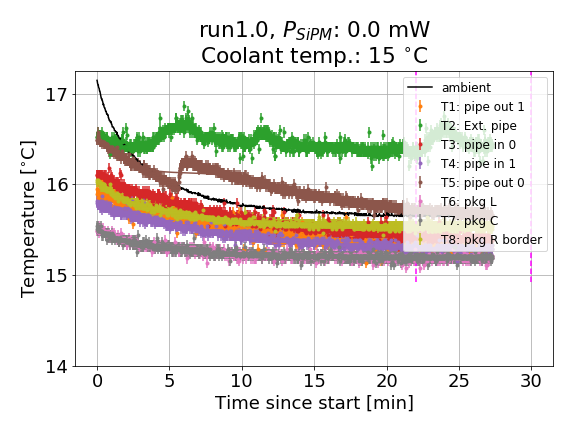 run1.0, P_SiPM: 0.0 mW
Coolant temp.: 15 °C
Temperature [°C]
17
16
15
14
ambient
T1: pipe out 1
T2: Ext. pipe
T3: pipe in 0
T4: pipe in 1
T5: pipe out 0
T6: pkg L
T7: pkg C
T8: pkg R border
0 5 10 15 20 25 30
Time since start [min]